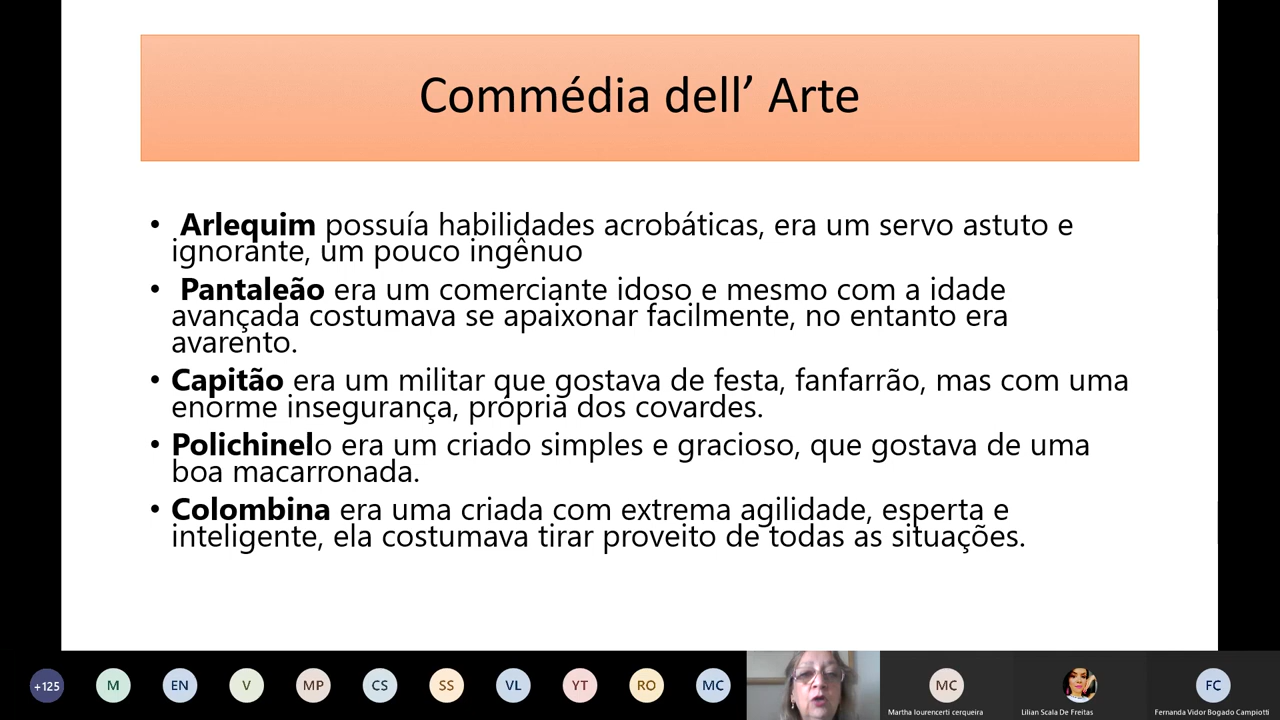 Commédia dell’ Arte
• Arlequim possuía habilidades acrobáticas, era um servo astuto e
ignorante, um pouco ingênuo
• Pantaleão era um comerciante idoso e mesmo com a idade
avançada costumava se apaixonar facilmente, no entanto era
avarento.
• Capitão era um militar que gostava de festa, fanfarrão, mas com uma
enorme insegurança, própria dos covardes.
• Polichinelo era um criado simples e gracioso, que gostava de uma
boa macarronada.
• Colombina era uma criada com extrema agilidade, esperta e
inteligente, ela costumava tirar proveito de todas as situações.
+125 M EN V MP CS SS VL YT RO MC MC FC
Martha lourencerti cerqueira Lilian Scala De Freitas Fernanda Vidor Bogado Campiotti